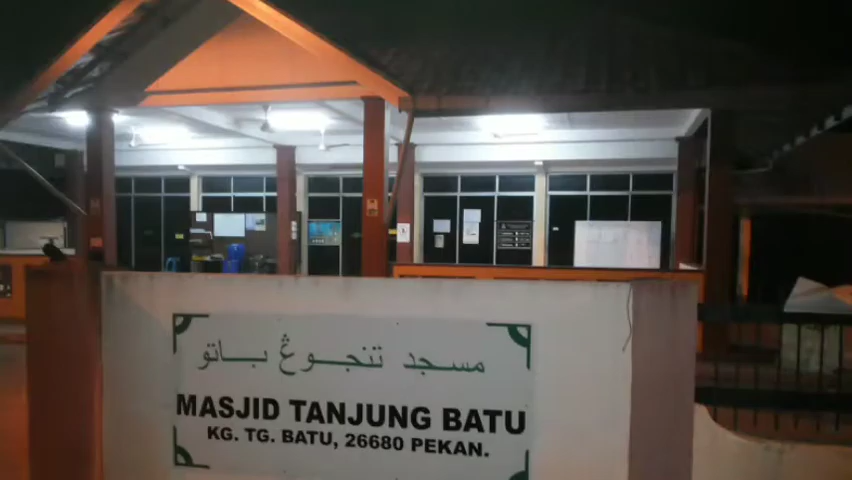 مسجد تنجوڠ باتو
MASJID TANJUNG BATU
KG. TG. BATU, 26680 PEKAN.